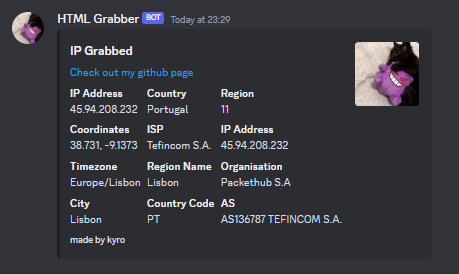 HTML Grabber BOT Today at 23:29
IP Grabbed
Check out my github page
IP Address Country Region
45.94.208.232 Portugal 11
Coordinates ISP IP Address
38.731, -9.1373 Tefincom S.A. 45.94.208.232
Timezone Region Name Organisation
Europe/Lisbon Lisbon Packethub S.A
City Country Code AS
Lisbon PT AS136787 TEFINCOM S.A.
made by kyro